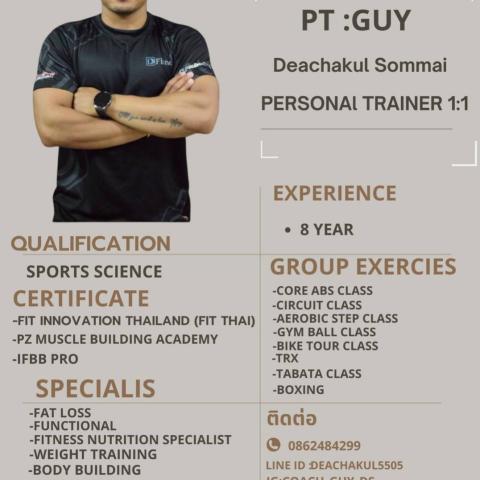 PT :GUY
Deachakul Sommai
PERSONAl TRAINER 1:1
EXPERIENCE
• 8 YEAR
QUALIFICATION
SPORTS SCIENCE
CERTIFICATE
-FIT INNOVATION THAILAND (FIT THAI)
-PZ MUSCLE BUILDING ACADEMY
-IFBB PRO
SPECIALIS
-FAT LOSS
-FUNCTIONAL
-FITNESS NUTRITION SPECIALIST
-WEIGHT TRAINING
-BODY BUILDING
GROUP EXERCIES
-CORE ABS CLASS
-CIRCUIT CLASS
-AEROBIC STEP CLASS
-GYM BALL CLASS
-BIKE TOUR CLASS
-TRX
-TABATA CLASS
-BOXING
ติดต่อ
0862484299
LINE ID :DEACHAKUL5505